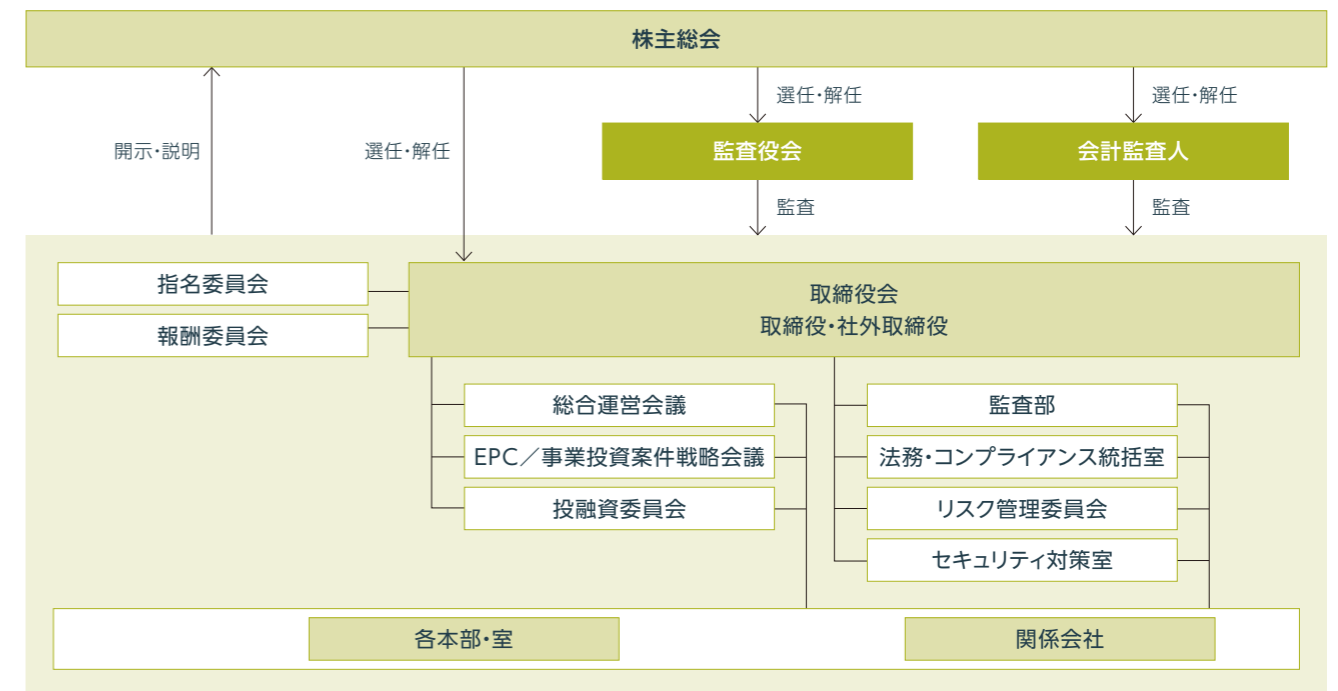 株主総会
選任・解任
選任・解任
開示・説明
選任・解任
監査役会
会計監査人
監査
監査
指名委員会
報酬委員会
取締役会
取締役・社外取締役
総合運営会議
EPC／事業投資案件戦略会議
投融資委員会
監査部
法務・コンプライアンス統括室
リスク管理委員会
セキュリティ対策室
各本部・室
関係会社